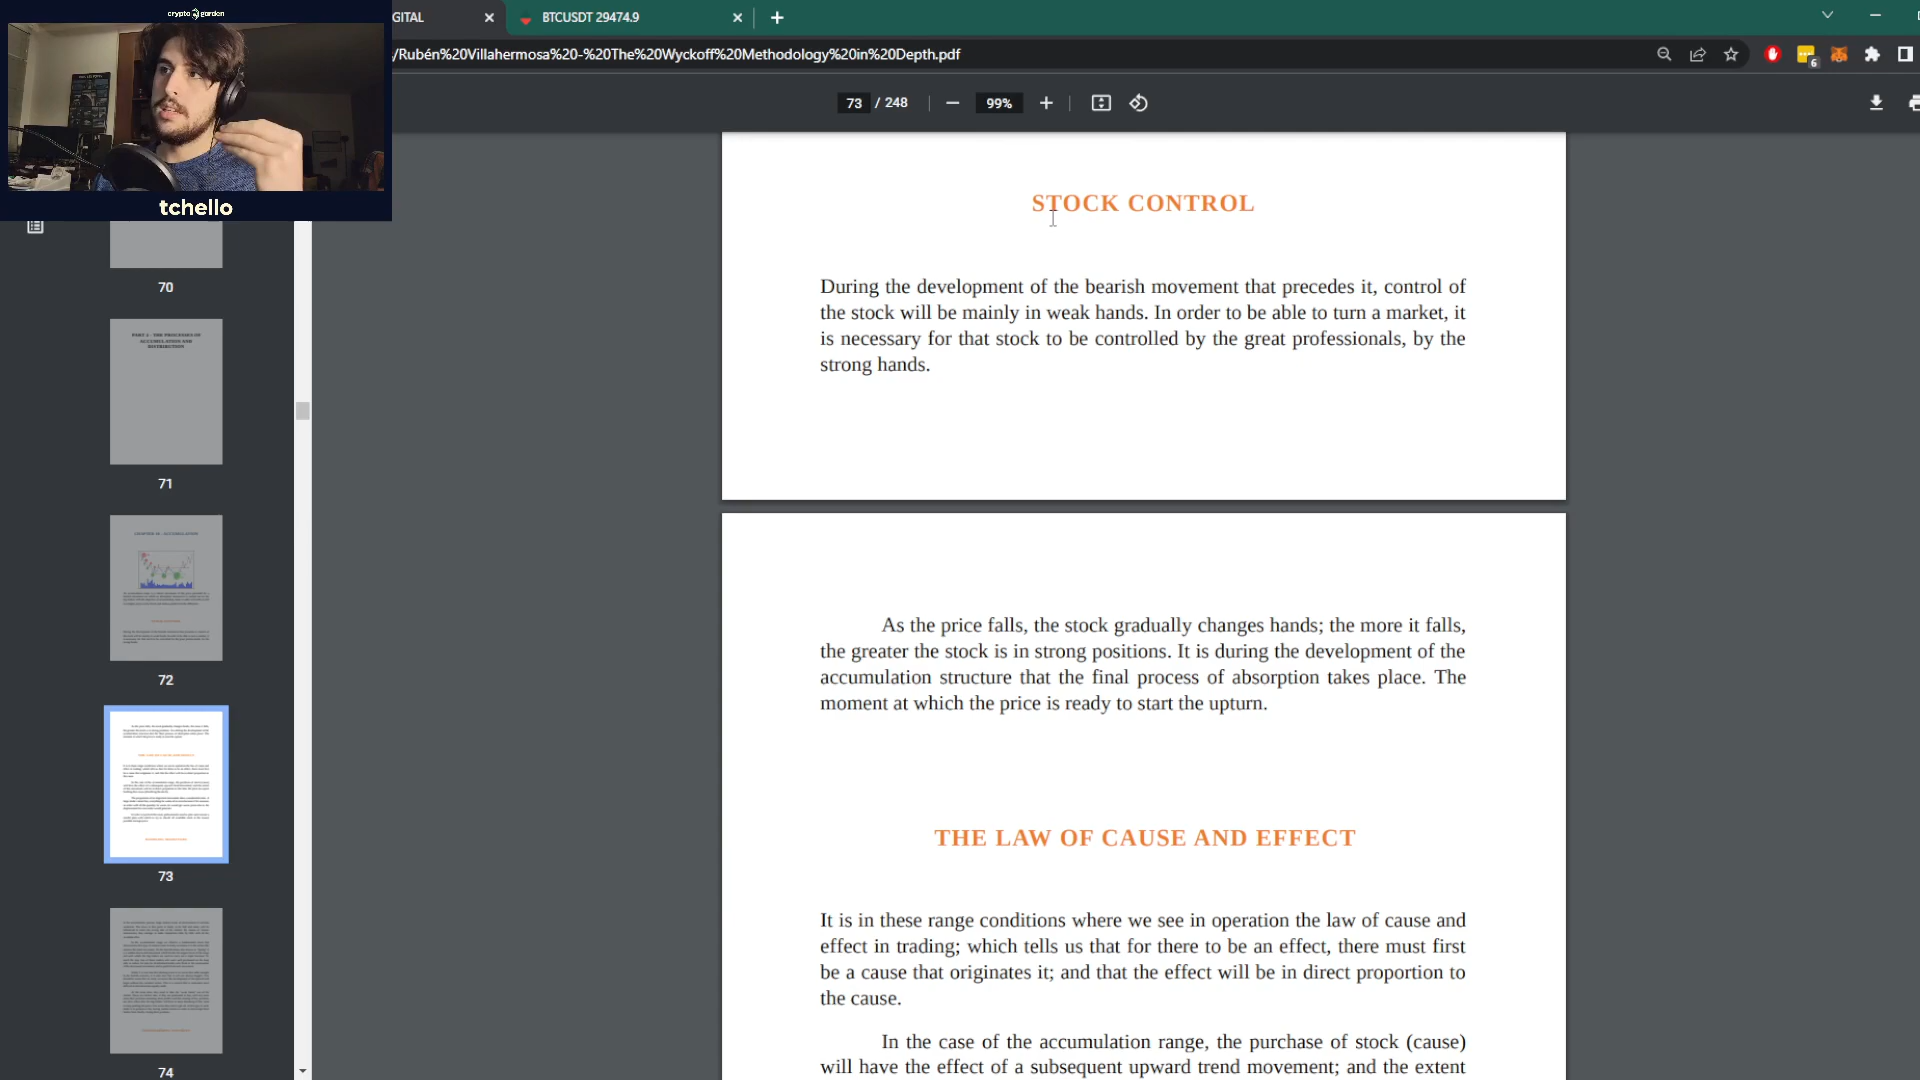 crypto garden
GITAL
BTCUSDT 29474.9
/Rubén%20Villahermosa%20-%20The%20Wyckoff%20Methodology%20in%20Depth.pdf
6
73 / 248
99%
tchello
70
PART 4 - THE PROCESSES OF
ACCUMULATION AND
DISTRIBUTION
71
72
73
74
STOCK CONTROL
During the development of the bearish movement that precedes it, control of
the stock will be mainly in weak hands. In order to be able to turn a market, it
is necessary for that stock to be controlled by the great professionals, by the
strong hands.
As the price falls, the stock gradually changes hands; the more it falls,
the greater the stock is in strong positions. It is during the development of the
accumulation structure that the final process of absorption takes place. The
moment at which the price is ready to start the upturn.
THE LAW OF CAUSE AND EFFECT
It is in these range conditions where we see in operation the law of cause and
effect in trading; which tells us that for there to be an effect, there must first
be a cause that originates it; and that the effect will be in direct proportion to
the cause.
In the case of the accumulation range, the purchase of stock (cause)
will have the effect of a subsequent upward trend movement; and the extent